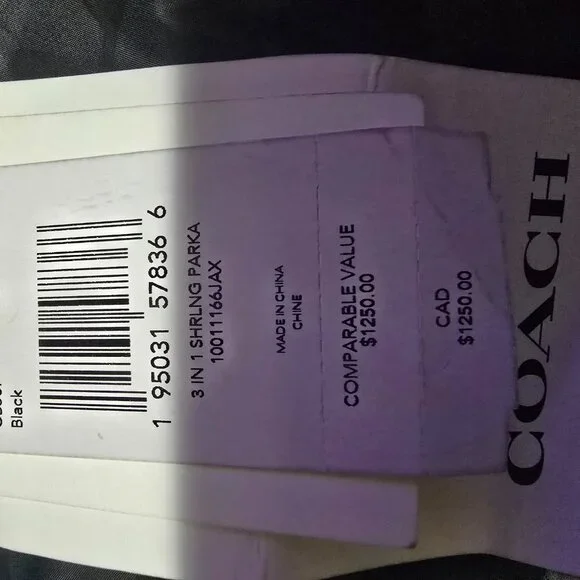 Black
1 95031 57836 6
3 IN 1 SHRLNG PARKA
10011166JAX
MADE IN CHINA
CHINE
COMPARABLE VALUE
$1250.00
CAD
$1250.00
COACH